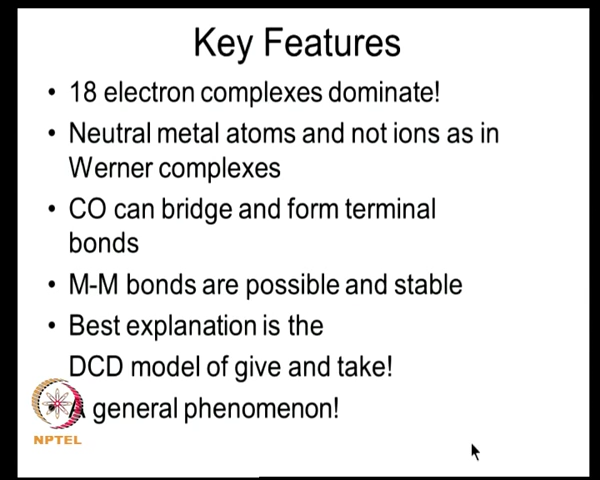 Key Features
• 18 electron complexes dominate!
• Neutral metal atoms and not ions as in
Werner complexes
• CO can bridge and form terminal
bonds
• M-M bonds are possible and stable
• Best explanation is the
DCD model of give and take!
• A general phenomenon!
NPTEL